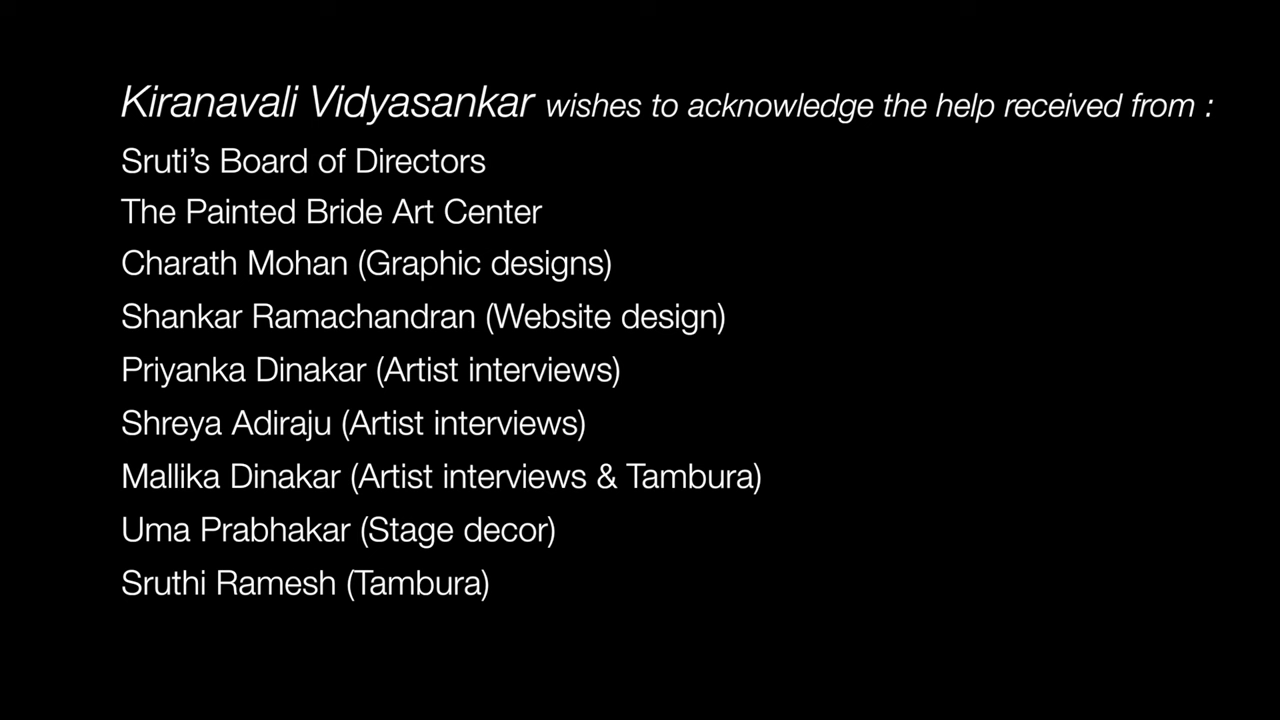 Kiranavali Vidyasankar wishes to acknowledge the help received from :
Sruti’s Board of Directors
The Painted Bride Art Center
Charath Mohan (Graphic designs)
Shankar Ramachandran (Website design)
Priyanka Dinakar (Artist interviews)
Shreya Adiraju (Artist interviews)
Mallika Dinakar (Artist interviews & Tambura)
Uma Prabhakar (Stage decor)
Sruthi Ramesh (Tambura)